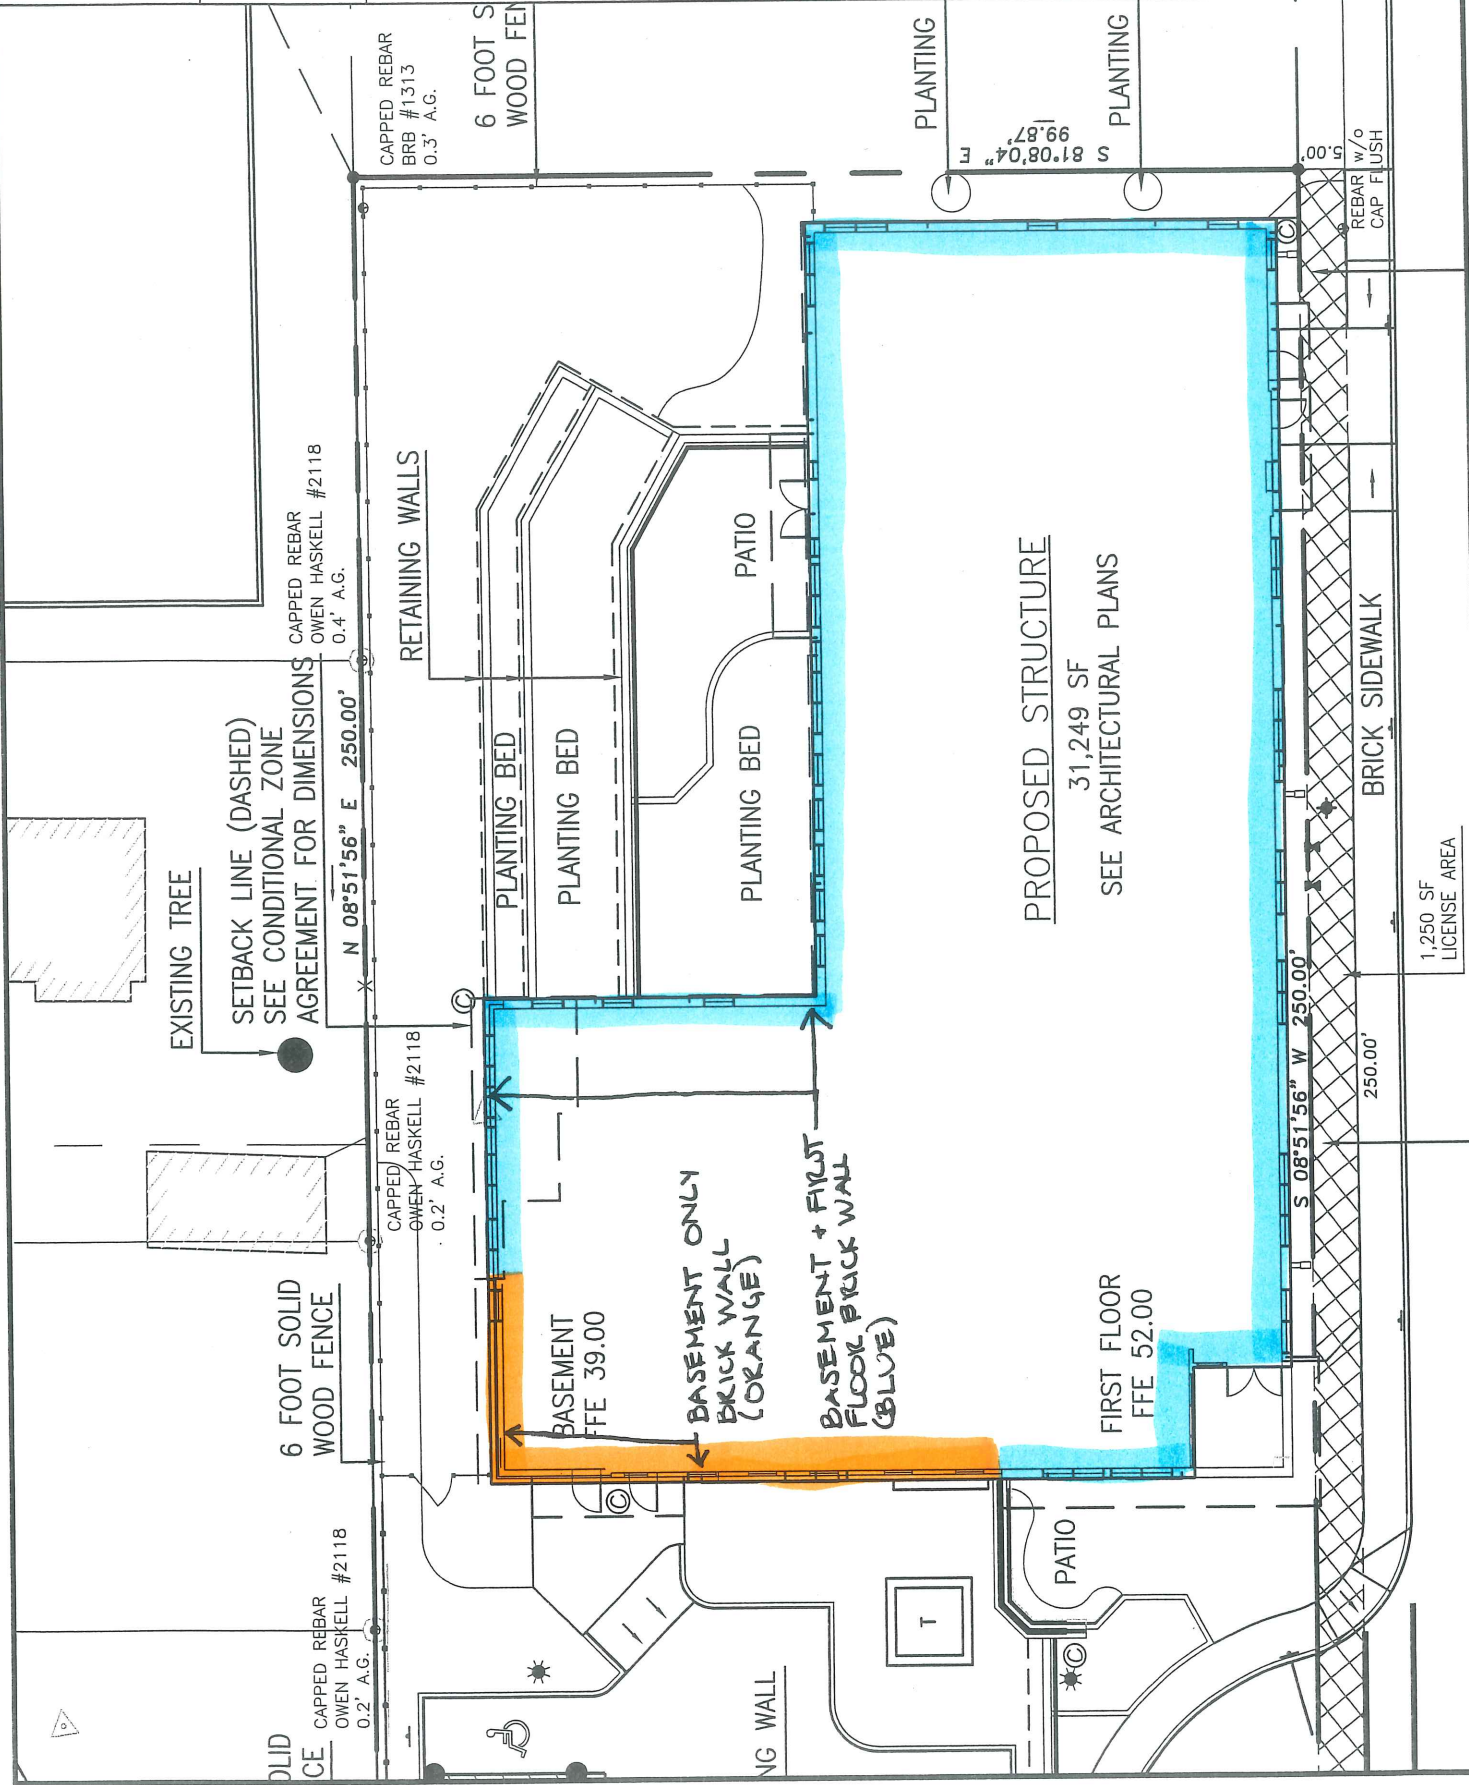 CAPPED REBAR
BRB #1313
0.3' A.G.
6 FOOT S
WOOD FEN
PLANTING
PLANTING
S 81°08'04" E
99.87'
5.00'
REBAR w/o
CAP FLUSH
CAPPED REBAR
OWEN HASKELL #2118
0.4' A.G.
RETAINING WALLS
EXISTING TREE
SETBACK LINE (DASHED)
SEE CONDITIONAL ZONE
AGREEMENT FOR DIMENSIONS
N 08°51'56" E 250.00'
PLANTING BED
PLANTING BED
PLANTING BED
PATIO
PROPOSED STRUCTURE
31,249 SF
SEE ARCHITECTURAL PLANS
BRICK SIDEWALK
1,250 SF
LICENSE AREA
S 08°51'56" W 250.00'
250.00'
CAPPED REBAR
OWEN HASKELL #2118
0.2' A.G.
6 FOOT SOLID
WOOD FENCE
BASEMENT
FFE 39.00
BASEMENT ONLY
BRICK WALL
(ORANGE)
BASEMENT + FIRST
FLOOR BRICK WALL
(BLUE)
FIRST FLOOR
FFE 52.00
CAPPED REBAR
OWEN HASKELL #2118
0.2' A.G.
OLID
CE
PATIO
T
NG WALL
C
C
C
C